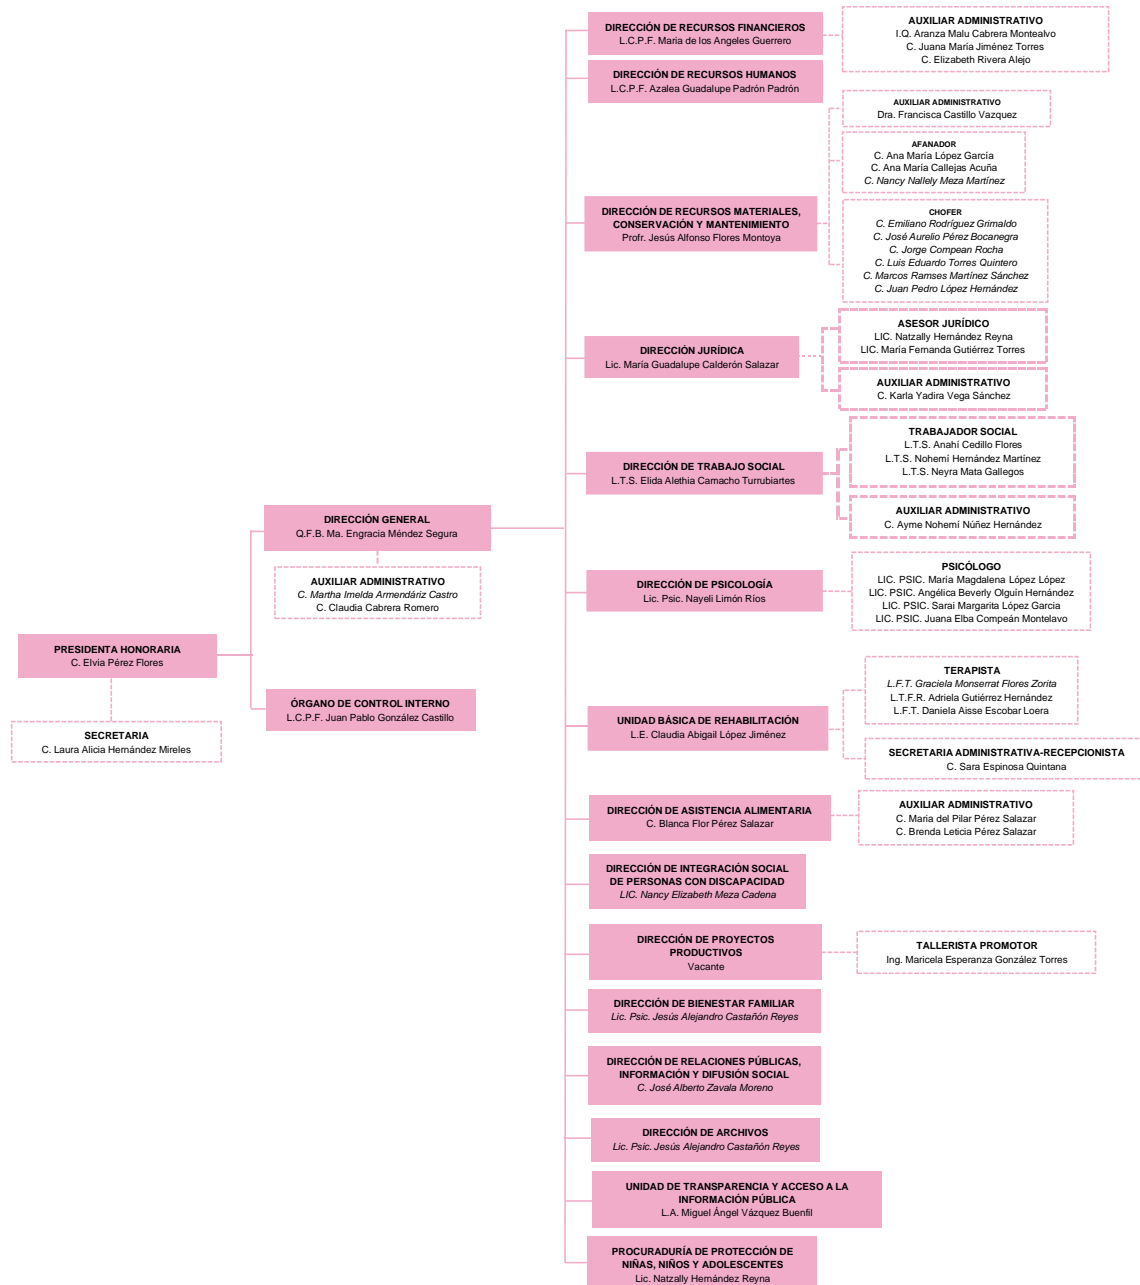 PRESIDENTA HONORARIA
C. Elvia Pérez Flores
SECRETARIA
C. Laura Alicia Hernández Mireles
DIRECCIÓN GENERAL
Q.F.B. Ma. Engracia Méndez Segura
AUXILIAR ADMINISTRATIVO
C. Martha Imelda Armendáriz Castro
C. Claudia Cabrera Romero
ÓRGANO DE CONTROL INTERNO
L.C.P.F. Juan Pablo González Castillo
DIRECCIÓN DE RECURSOS FINANCIEROS
L.C.P.F. Maria de los Angeles Guerrero
AUXILIAR ADMINISTRATIVO
I.Q. Aranza Malu Cabrera Montealvo
C. Juana María Jiménez Torres
C. Elizabeth Rivera Alejo
DIRECCIÓN DE RECURSOS HUMANOS
L.C.P.F. Azalea Guadalupe Padrón Padrón
DIRECCIÓN DE RECURSOS MATERIALES,
CONSERVACIÓN Y MANTENIMIENTO
Profr. Jesús Alfonso Flores Montoya
AUXILIAR ADMINISTRATIVO
Dra. Francisca Castillo Vazquez
AFANADOR
C. Ana María López García
C. Ana María Callejas Acuña
C. Nancy Nallely Meza Martínez
CHOFER
C. Emiliano Rodríguez Grimaldo
C. José Aurelio Pérez Bocanegra
C. Jorge Compean Rocha
C. Luis Eduardo Torres Quintero
C. Marcos Ramses Martínez Sánchez
C. Juan Pedro López Hernández
DIRECCIÓN JURÍDICA
Lic. María Guadalupe Calderón Salazar
ASESOR JURÍDICO
LIC. Natzally Hernández Reyna
LIC. María Fernanda Gutiérrez Torres
AUXILIAR ADMINISTRATIVO
C. Karla Yadira Vega Sánchez
DIRECCIÓN DE TRABAJO SOCIAL
L.T.S. Elida Alethia Camacho Turrubiartes
TRABAJADOR SOCIAL
L.T.S. Anahí Cedillo Flores
L.T.S. Nohemí Hernández Martínez
L.T.S. Neyra Mata Gallegos
AUXILIAR ADMINISTRATIVO
C. Ayme Nohemí Núñez Hernández
DIRECCIÓN DE PSICOLOGÍA
Lic. Psic. Nayeli Limón Ríos
PSICÓLOGO
LIC. PSIC. María Magdalena López López
LIC. PSIC. Angélica Beverly Olguín Hernández
LIC. PSIC. Sarai Margarita López Garcia
LIC. PSIC. Juana Elba Compeán Montelavo
UNIDAD BÁSICA DE REHABILITACIÓN
L.E. Claudia Abigail López Jiménez
TERAPISTA
L.F.T. Graciela Monserrat Flores Zorita
L.T.F.R. Adriela Gutiérrez Hernández
L.F.T. Daniela Aisse Escobar Loera
SECRETARIA ADMINISTRATIVA-RECEPCIONISTA
C. Sara Espinosa Quintana
DIRECCIÓN DE ASISTENCIA ALIMENTARIA
C. Blanca Flor Pérez Salazar
AUXILIAR ADMINISTRATIVO
C. Maria del Pilar Pérez Salazar
C. Brenda Leticia Pérez Salazar
DIRECCIÓN DE INTEGRACIÓN SOCIAL
DE PERSONAS CON DISCAPACIDAD
LIC. Nancy Elizabeth Meza Cadena
DIRECCIÓN DE PROYECTOS
PRODUCTIVOS
Vacante
TALLERISTA PROMOTOR
Ing. Maricela Esperanza González Torres
DIRECCIÓN DE BIENESTAR FAMILIAR
Lic. Psic. Jesús Alejandro Castañón Reyes
DIRECCIÓN DE RELACIONES PÚBLICAS,
INFORMACIÓN Y DIFUSIÓN SOCIAL
C. José Alberto Zavala Moreno
DIRECCIÓN DE ARCHIVOS
Lic. Psic. Jesús Alejandro Castañón Reyes
UNIDAD DE TRANSPARENCIA Y ACCESO A LA
INFORMACIÓN PÚBLICA
L.A. Miguel Ángel Vázquez Buenfil
PROCURADURÍA DE PROTECCIÓN DE
NIÑAS, NIÑOS Y ADOLESCENTES
Lic. Natzally Hernández Reyna